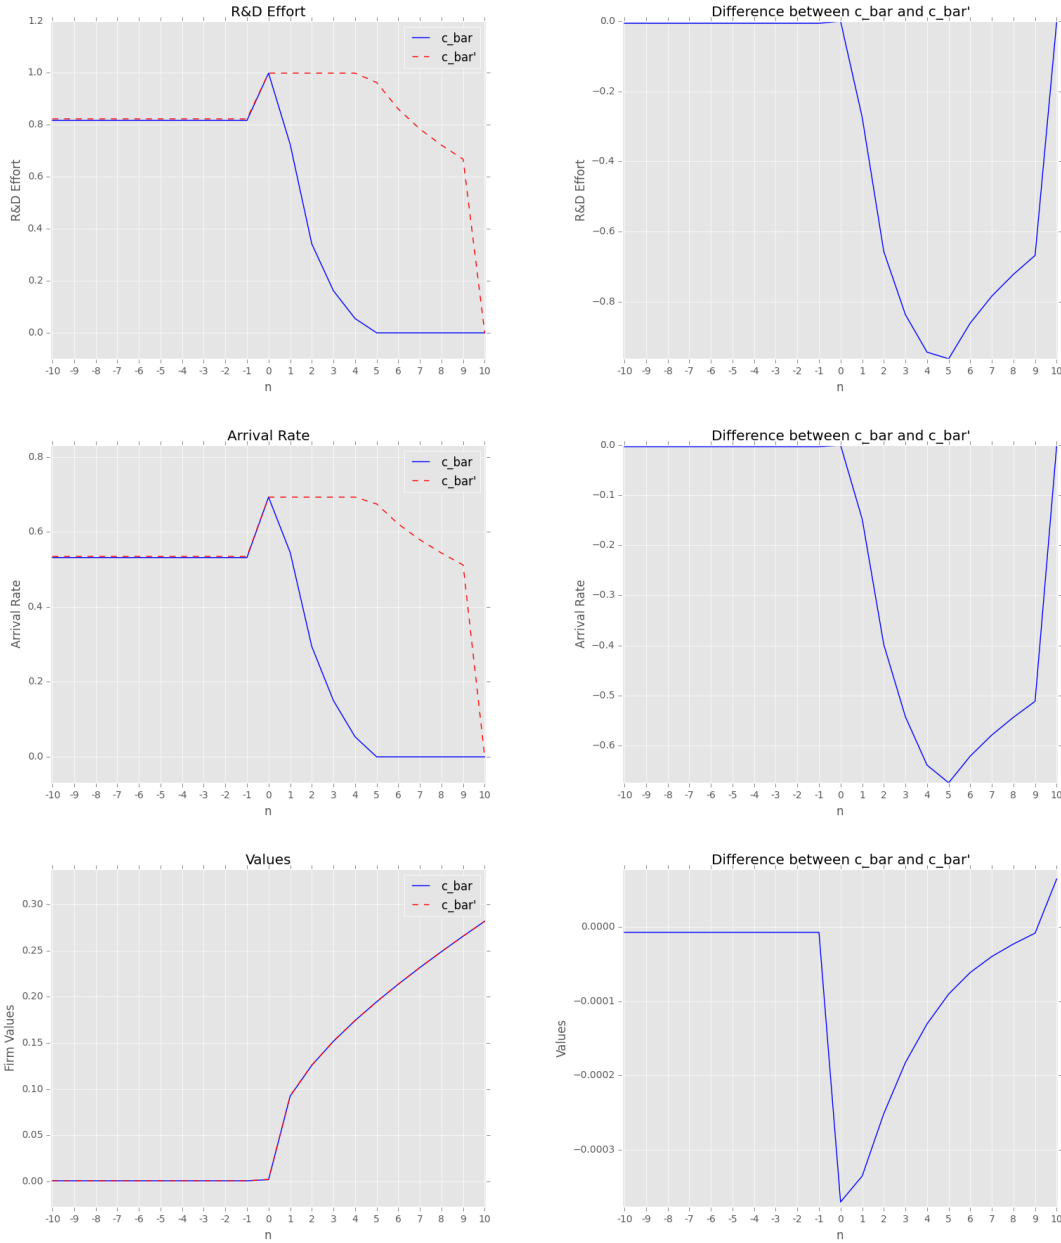 R&D Effort
1.2
1.0
0.8
0.6
0.4
0.2
0.0
R&D Effort
c_bar
c_bar'
-10 -9 -8 -7 -6 -5 -4 -3 -2 -1 0 1 2 3 4 5 6 7 8 9 10
n
Difference between c_bar and c_bar'
0.0
−0.2
−0.4
−0.6
−0.8
R&D Effort
-10 -9 -8 -7 -6 -5 -4 -3 -2 -1 0 1 2 3 4 5 6 7 8 9 10
n
Arrival Rate
0.8
0.6
0.4
0.2
0.0
Arrival Rate
c_bar
c_bar'
-10 -9 -8 -7 -6 -5 -4 -3 -2 -1 0 1 2 3 4 5 6 7 8 9 10
n
Difference between c_bar and c_bar'
0.0
−0.1
−0.2
−0.3
−0.4
−0.5
−0.6
Arrival Rate
-10 -9 -8 -7 -6 -5 -4 -3 -2 -1 0 1 2 3 4 5 6 7 8 9 10
n
Values
0.30
0.25
0.20
0.15
0.10
0.05
0.00
Firm Values
c_bar
c_bar'
-10 -9 -8 -7 -6 -5 -4 -3 -2 -1 0 1 2 3 4 5 6 7 8 9 10
n
Difference between c_bar and c_bar'
0.0000
−0.0001
−0.0002
−0.0003
Values
-10 -9 -8 -7 -6 -5 -4 -3 -2 -1 0 1 2 3 4 5 6 7 8 9 10
n